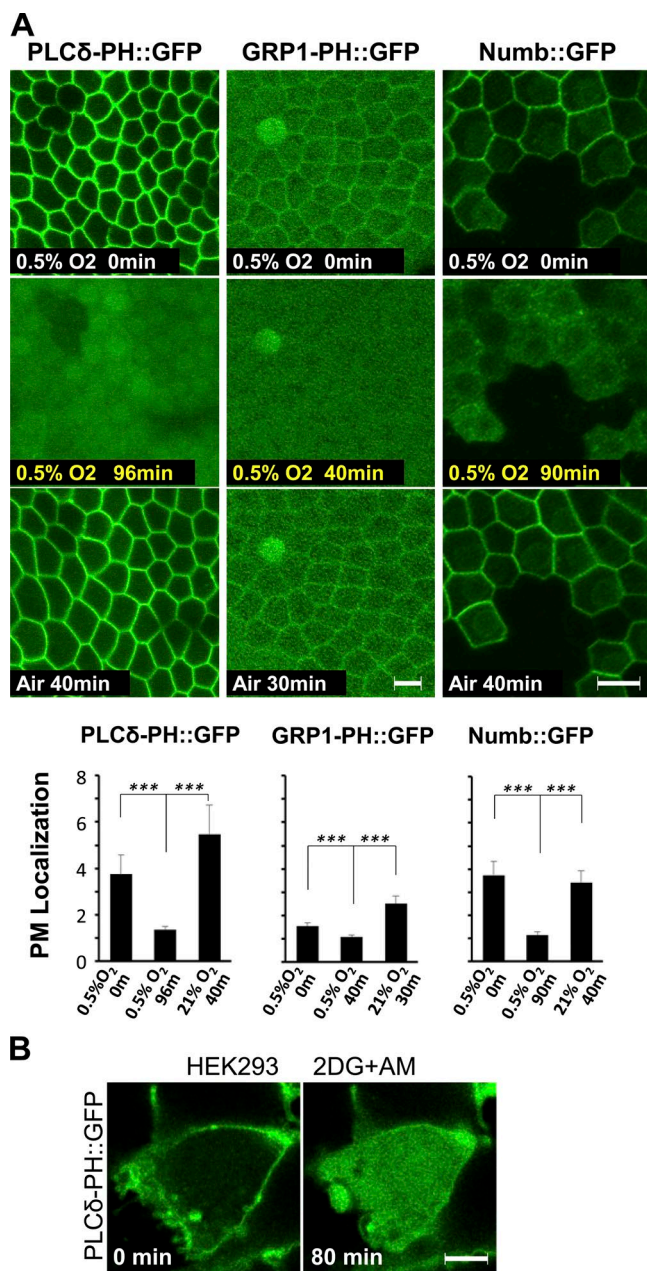 A
PLCδ-PH::GFP GRP1-PH::GFP Numb::GFP
0.5% O2 0min 0.5% O2 0min 0.5% O2 0min
0.5% O2 96min 0.5% O2 40min 0.5% O2 90min
Air 40min Air 30min Air 40min
PLCδ-PH::GFP GRP1-PH::GFP Numb::GFP
PM Localization
8
6
4
2
0
*** *** *** *** *** ***
0.5%O₂ 0m 0.5% O₂ 96m 21% O₂ 40m 0.5%O₂ 0m 0.5% O₂ 40m 21% O₂ 30m 0.5%O₂ 0m 0.5% O₂ 90m 21% O₂ 40m
B
HEK293 2DG+AM
PLCδ-PH::GFP
0 min 80 min